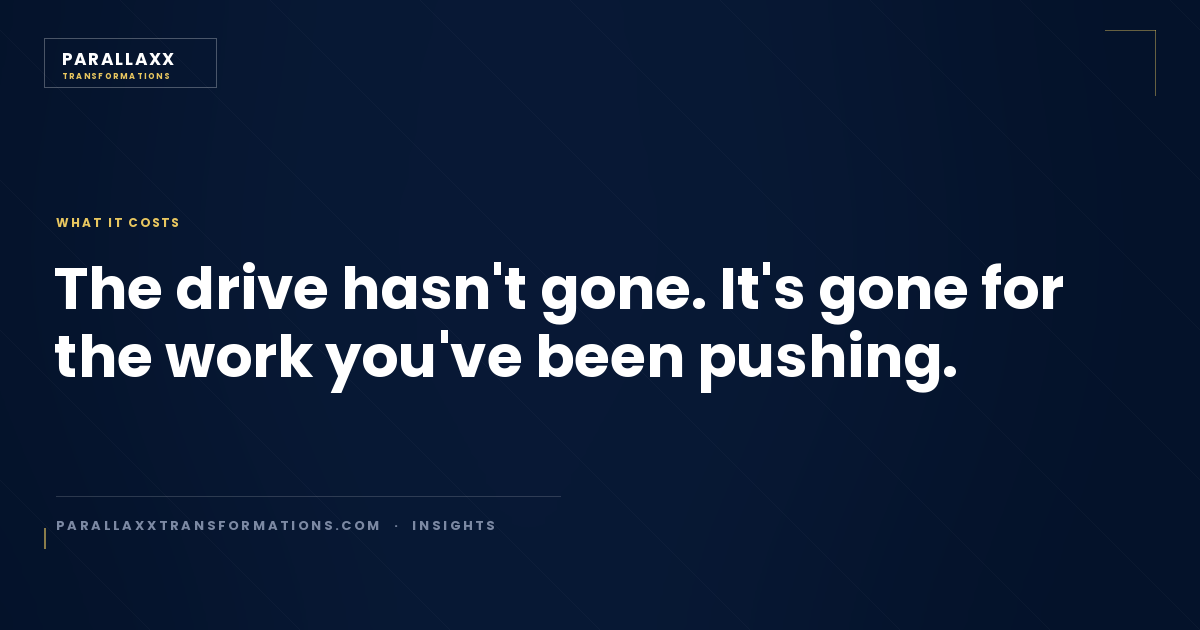 PARALLAXX
TRANSFORMATIONS
WHAT IT COSTS
The drive hasn't gone. It's gone for
the work you've been pushing.
PARALLAXXTRANSFORMATIONS.COM · INSIGHTS